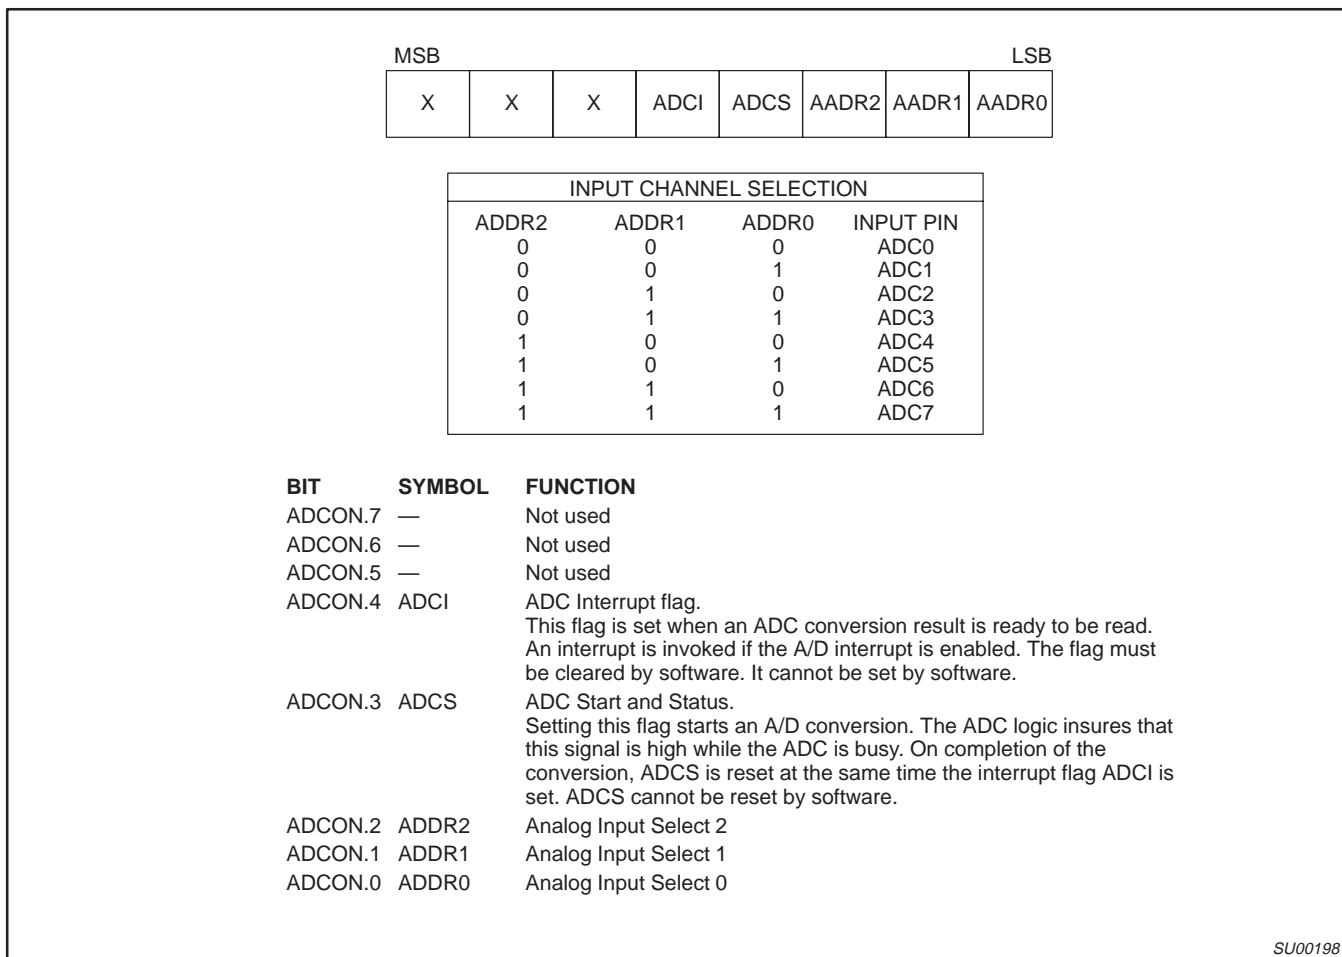 MSB LSB
X X X ADCI ADCS AADR2 AADR1 AADR0
INPUT CHANNEL SELECTION
ADDR2 ADDR1 ADDR0 INPUT PIN
0 0 0 ADC0
0 0 1 ADC1
0 1 0 ADC2
0 1 1 ADC3
1 0 0 ADC4
1 0 1 ADC5
1 1 0 ADC6
1 1 1 ADC7
BIT SYMBOL FUNCTION
ADCON.7 — Not used
ADCON.6 — Not used
ADCON.5 — Not used
ADCON.4 ADCI ADC Interrupt flag.
This flag is set when an ADC conversion result is ready to be read.
An interrupt is invoked if the A/D interrupt is enabled. The flag must
be cleared by software. It cannot be set by software.
ADCON.3 ADCS ADC Start and Status.
Setting this flag starts an A/D conversion. The ADC logic insures that
this signal is high while the ADC is busy. On completion of the
conversion, ADCS is reset at the same time the interrupt flag ADCI is
set. ADCS cannot be reset by software.
ADCON.2 ADDR2 Analog Input Select 2
ADCON.1 ADDR1 Analog Input Select 1
ADCON.0 ADDR0 Analog Input Select 0
SU00198